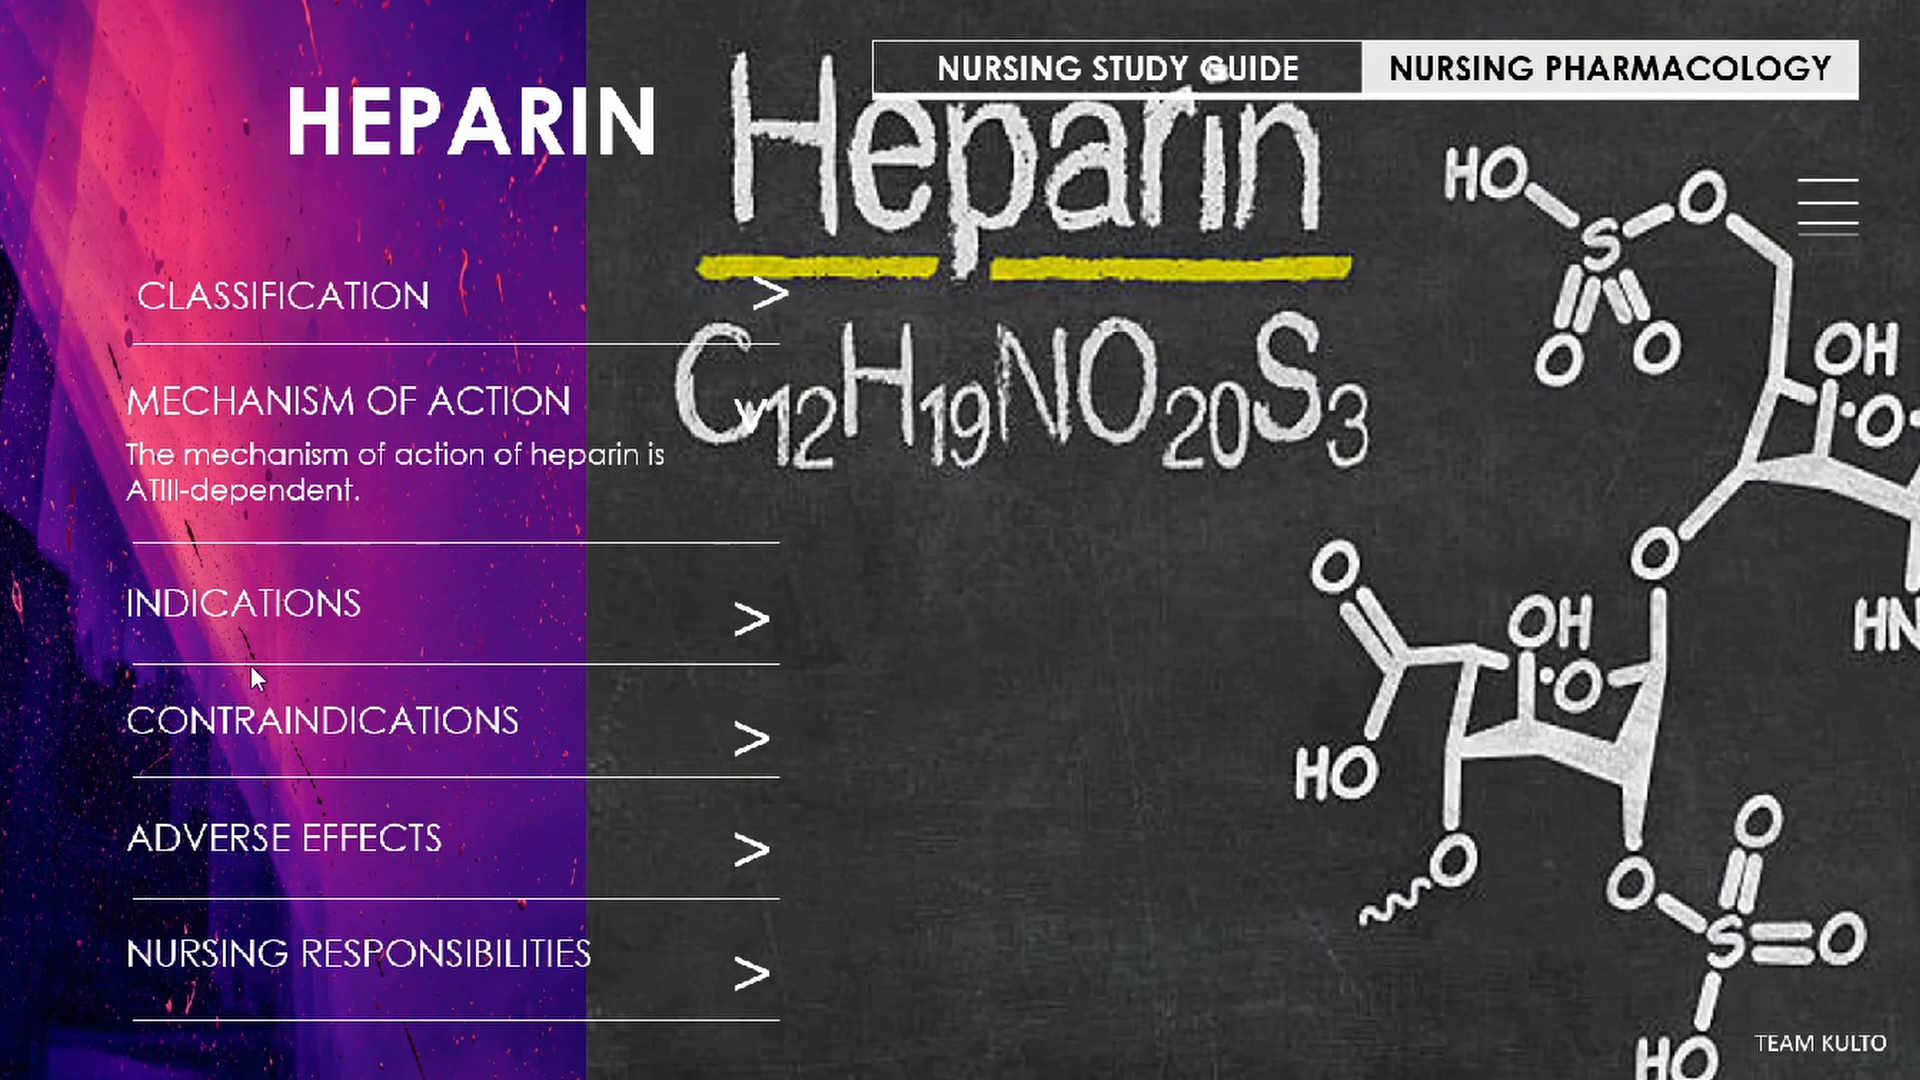 NURSING STUDY GUIDE
NURSING PHARMACOLOGY
HEPARIN
CLASSIFICATION
>
MECHANISM OF ACTION
The mechanism of action of heparin is
ATIII-dependent.
INDICATIONS
>
CONTRAINDICATIONS
>
ADVERSE EFFECTS
>
NURSING RESPONSIBILITIES
>
Heparin
C12H19NO20S3
HO
S
O
O
O
OH
O
O
HN
O
OH
O
HO
O
O
O
S
O
HO
TEAM KULTO